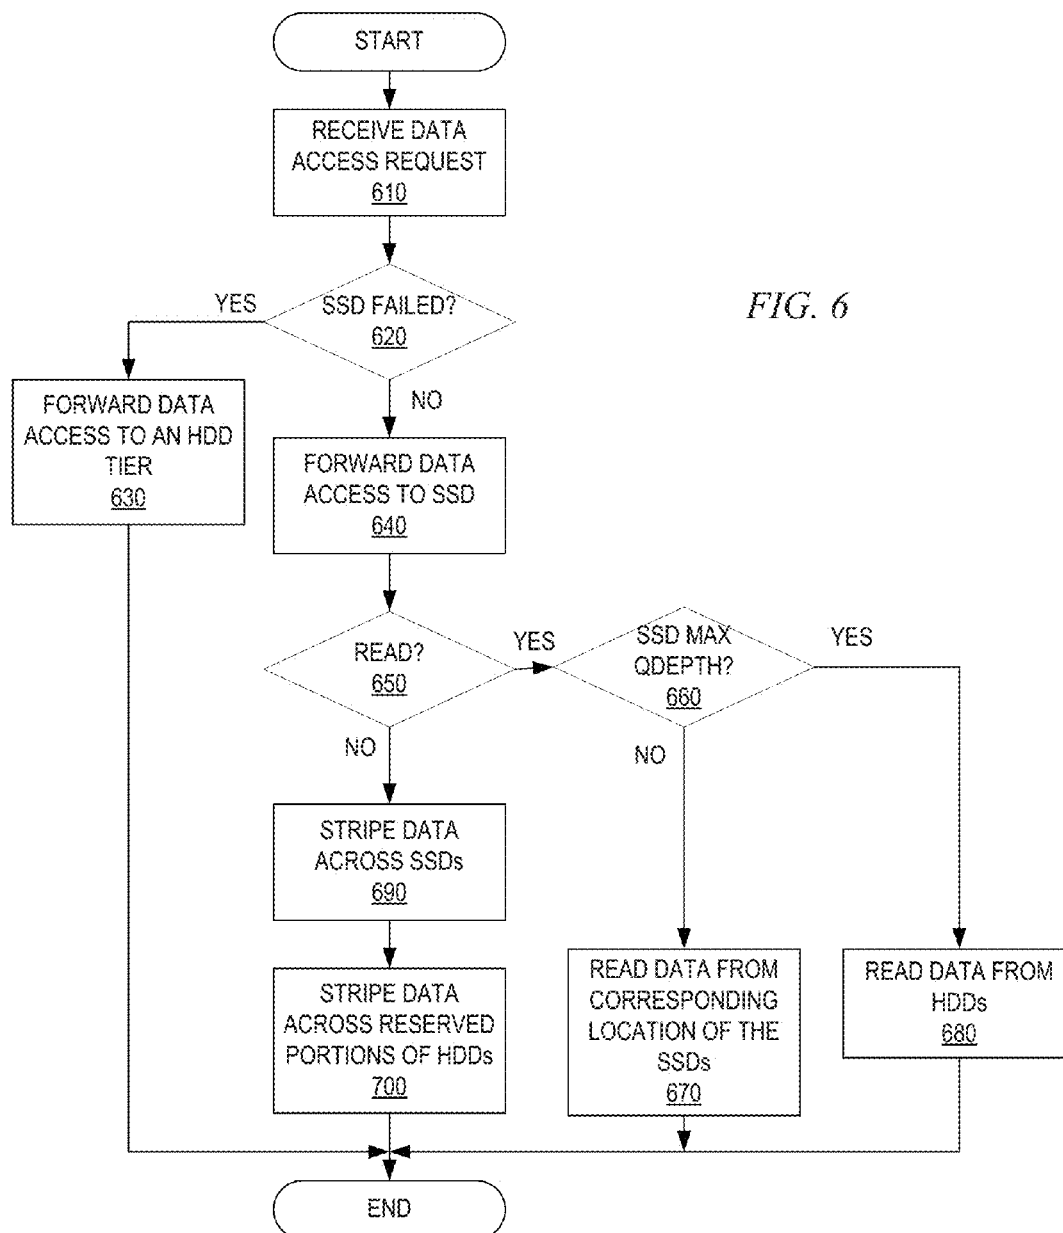 START
RECEIVE DATA
ACCESS REQUEST
610
YES
SSD FAILED?
620
FIG. 6
NO
FORWARD DATA
ACCESS TO AN HDD
TIER
630
FORWARD DATA
ACCESS TO SSD
640
READ?
650
YES
SSD MAX
QDEPTH?
660
YES
NO
NO
STRIPE DATA
ACROSS SSDs
690
STRIPE DATA
ACROSS RESERVED
PORTIONS OF HDDs
700
READ DATA FROM
CORRESPONDING
LOCATION OF THE
SSDs
670
READ DATA FROM
HDDs
680
END